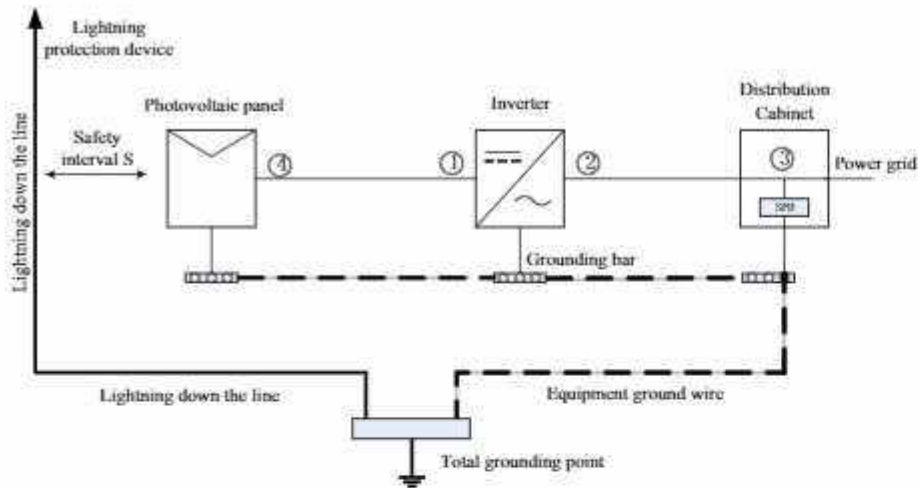 Lightning
protection device
Photovoltaic panel
Inverter
Distribution
Cabinet
Lightning down the line
Safety
interval S
④
①
②
③
Power grid
SPD
Grounding bar
Lightning down the line
Equipment ground wire
Total grounding point